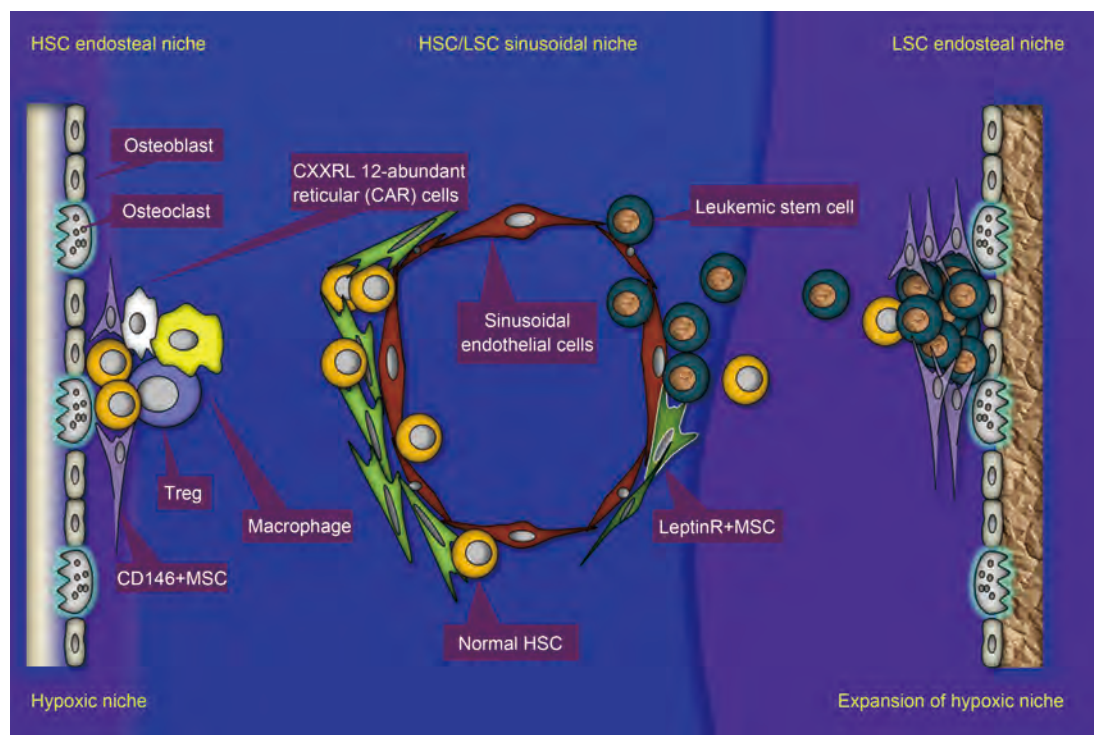 HSC endosteal niche
HSC/LSC sinusoidal niche
LSC endosteal niche
Osteoblast
CXXRL 12-abundant
reticular (CAR) cells
Osteoclast
Leukemic stem cell
Sinusoidal
endothelial cells
Treg
Macrophage
LeptinR+MSC
CD146+MSC
Normal HSC
Hypoxic niche
Expansion of hypoxic niche